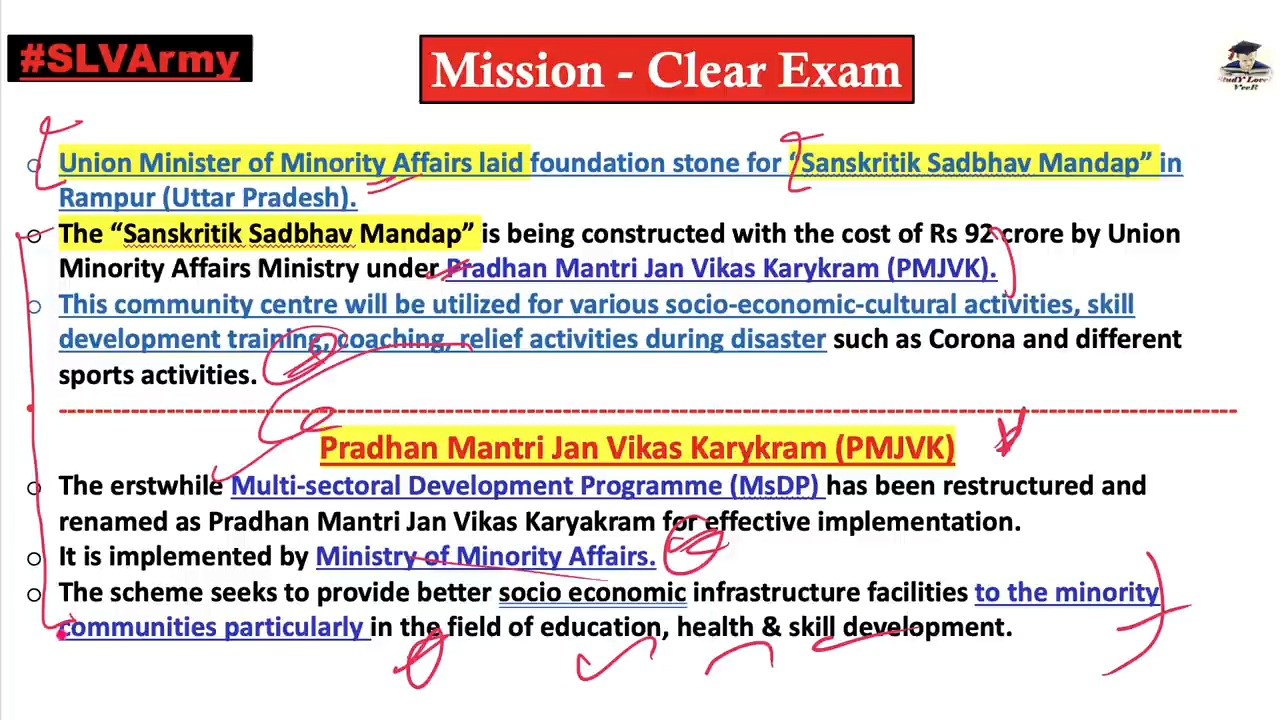 #SLVArmy
Mission - Clear Exam
StudY Lover
VeeR
○ Union Minister of Minority Affairs laid foundation stone for “Sanskritik Sadbhav Mandap” in
Rampur (Uttar Pradesh).
○ The “Sanskritik Sadbhav Mandap” is being constructed with the cost of Rs 92 crore by Union
Minority Affairs Ministry under Pradhan Mantri Jan Vikas Karykram (PMJVK).
○ This community centre will be utilized for various socio-economic-cultural activities, skill
development training, coaching, relief activities during disaster such as Corona and different
sports activities.
Pradhan Mantri Jan Vikas Karykram (PMJVK)
○ The erstwhile Multi-sectoral Development Programme (MsDP) has been restructured and
renamed as Pradhan Mantri Jan Vikas Karyakram for effective implementation.
○ It is implemented by Ministry of Minority Affairs.
○ The scheme seeks to provide better socio economic infrastructure facilities to the minority
communities particularly in the field of education, health & skill development.